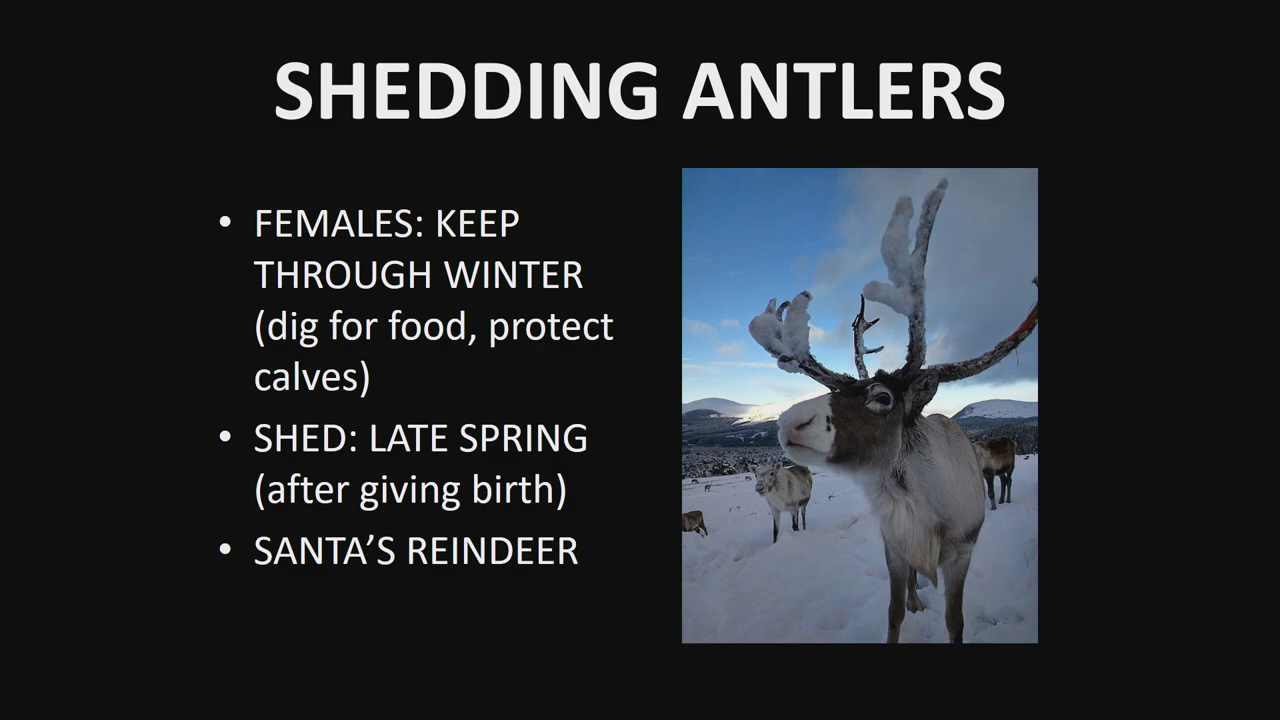 SHEDDING ANTLERS
• FEMALES: KEEP
THROUGH WINTER
(dig for food, protect
calves)
• SHED: LATE SPRING
(after giving birth)
• SANTA’S REINDEER